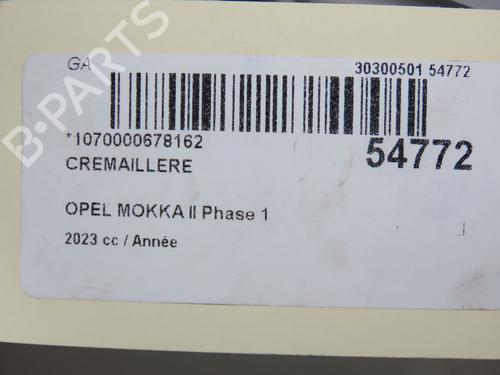 GA
30300501 54772
*1070000678162
54772
CREMAILLERE
OPEL MOKKA II Phase 1
2023 cc / Année
B-PARTS